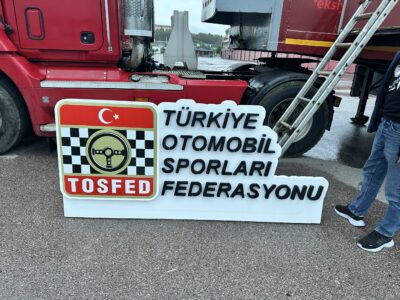 TOSFED
TÜRKİYE
OTOMOBİL
SPORLARI
FEDERASYONU